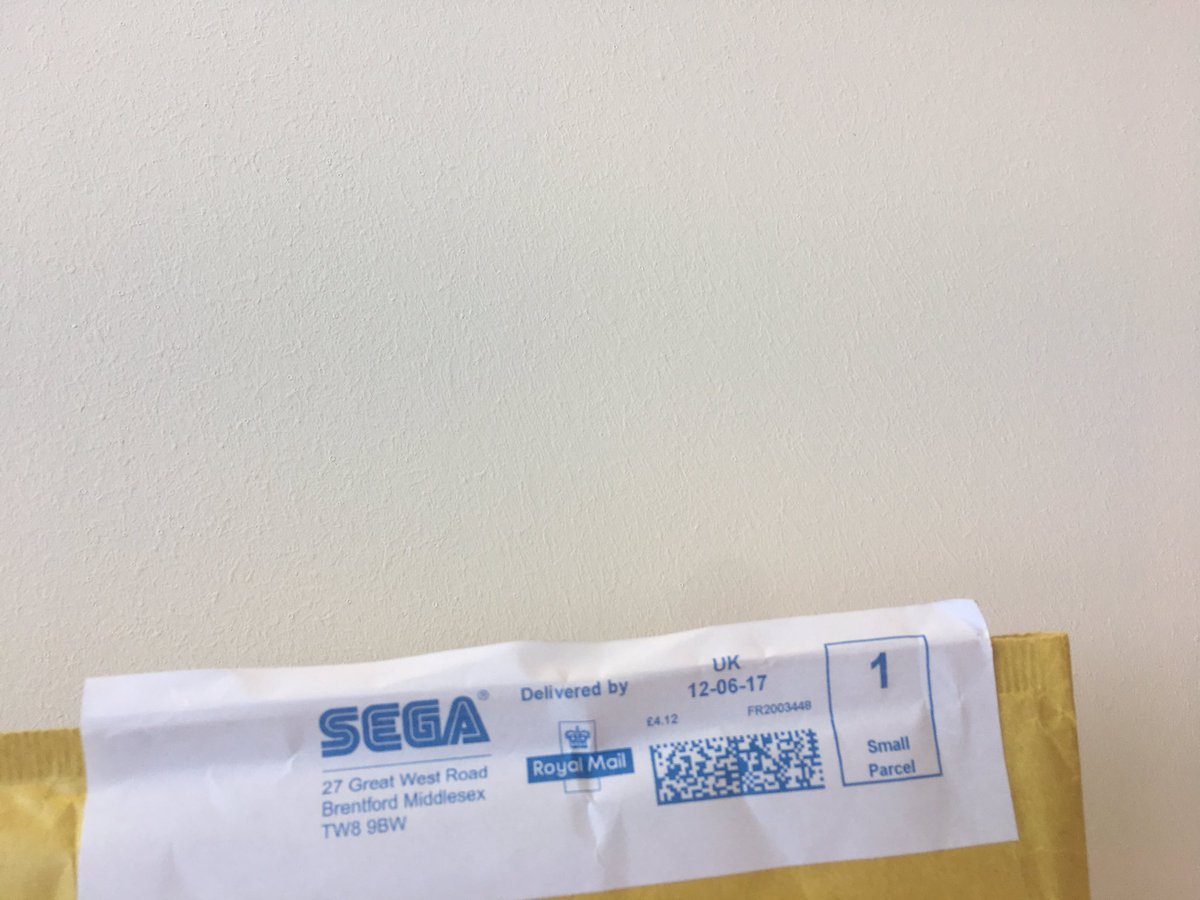 SEGA®
27 Great West Road
Brentford Middlesex
TW8 9BW
Delivered by
Royal Mail
UK
12-06-17
£4.12 FR2003448
1
Small
Parcel